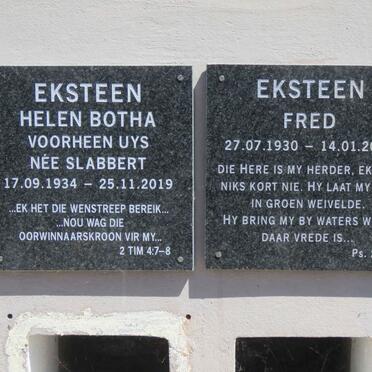 EKSTEEN
HELEN BOTHA
VOORHEEN UYS
NÉE SLABBERT
17.09.1934 – 25.11.2019
...EK HET DIE WENSTREEP BEREIK...
...NOU WAG DIE
OORWINNAARSKROON VIR MY...
2 TIM 4:7–8
EKSTEEN
FRED
27.07.1930 – 14.01.20
DIE HERE IS MY HERDER, EK
NIKS KORT NIE. HY LAAT MY
IN GROEN WEIVELDE.
HY BRING MY BY WATERS W
DAAR VREDE IS...
Ps.